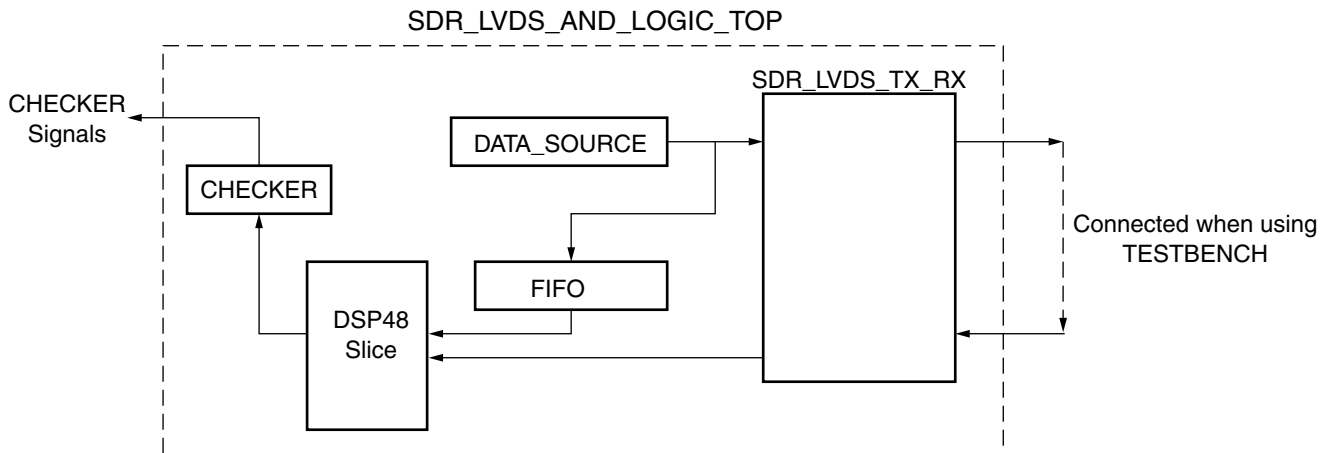 SDR_LVDS_AND_LOGIC_TOP
SDR_LVDS_TX_RX
CHECKER
Signals
DATA_SOURCE
CHECKER
Connected when using
TESTBENCH
FIFO
DSP48
Slice